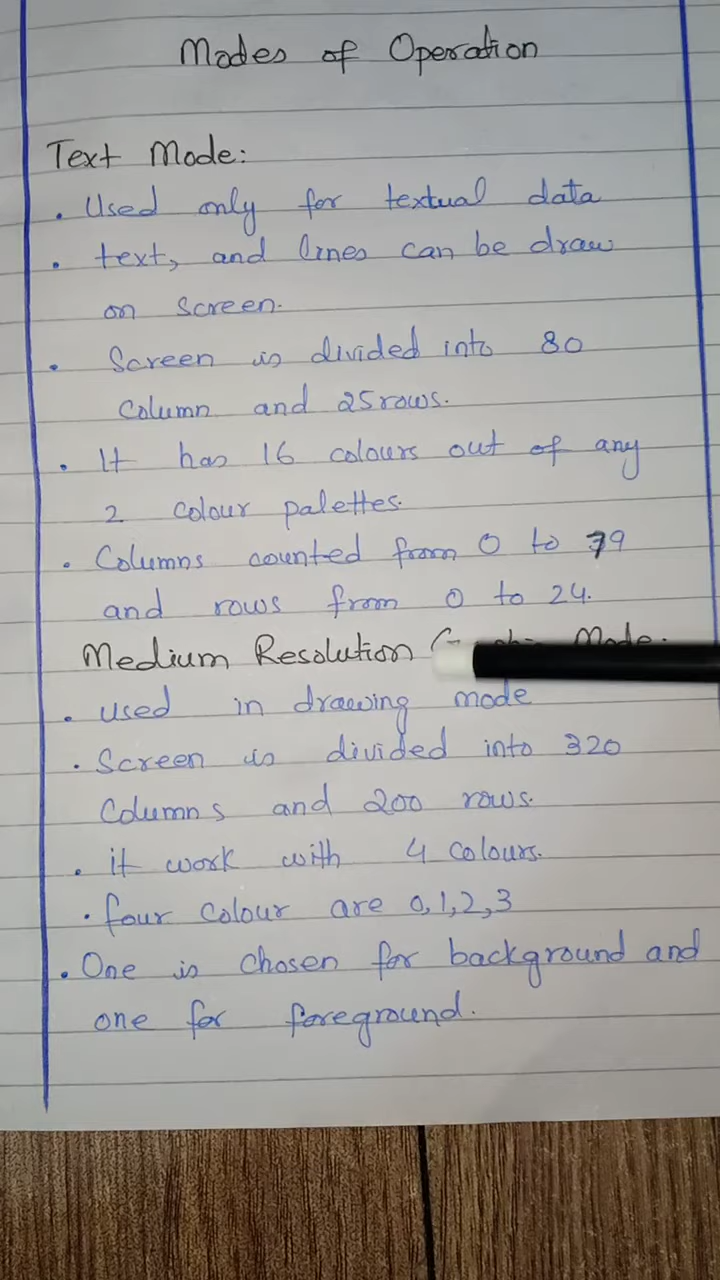 Modes of Operation
Text Mode:
. Used only for textual data
. text, and lines can be draw
on screen.
. Screen is divided into 80
Column and 25 rows.
. It has 16 colours out of any
2 colour palettes.
. Columns counted from 0 to 79
and rows from 0 to 24.
Medium Resolution Mode:
. used in drawing mode
. Screen is divided into 320
Columns and 200 rows.
. it work with 4 colours.
. four colour are 0,1,2,3
. One is chosen for background and
one for foreground.